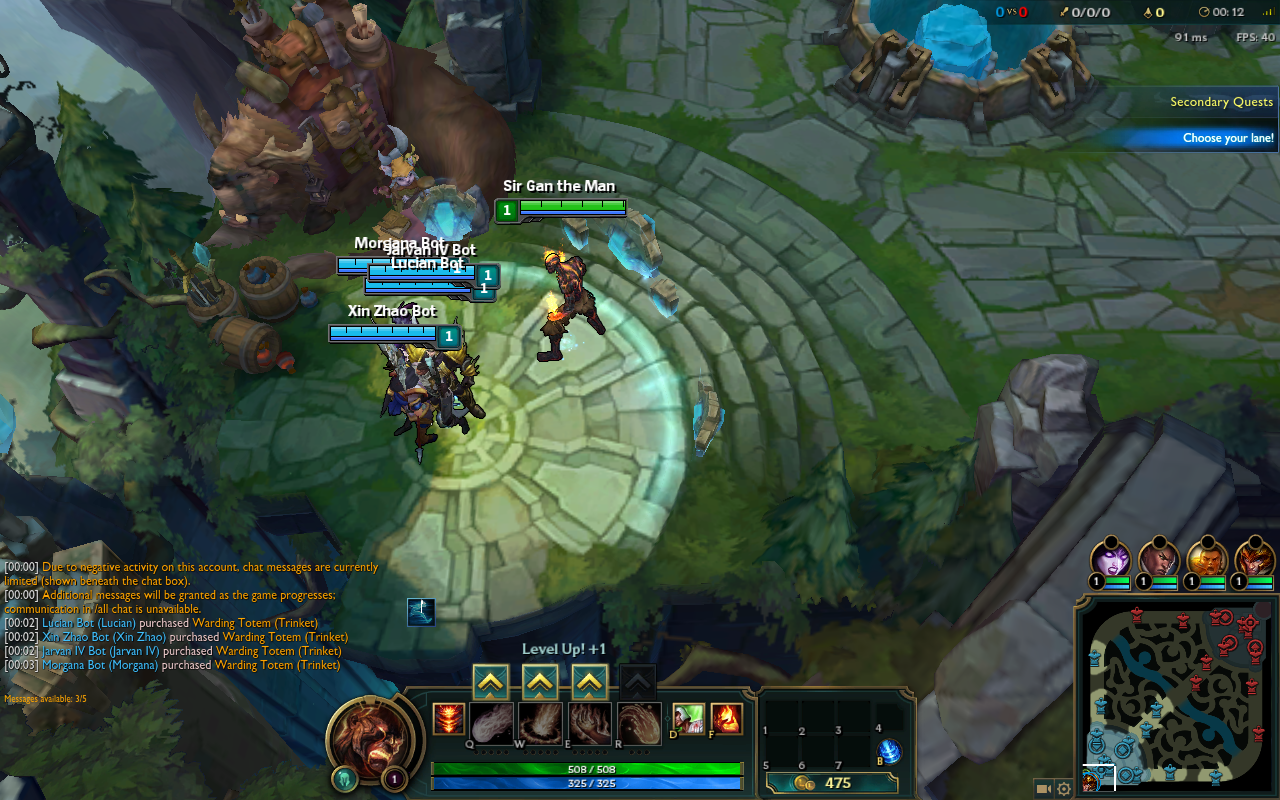 0 vs 0 0/0/0 0 00:12
91 ms FPS: 40
Secondary Quests
Choose your lane!
Sir Gan the Man
1
Morgana Bot
Jarvan IV Bot
1
Lucian Bot
1
1
Xin Zhao Bot
1
[00:00] Due to negative activity on this account, chat messages are currently
limited (shown beneath the chat box).
[00:00] Additional messages will be granted as the game progresses;
communication in /all chat is unavailable.
[00:02] Lucian Bot (Lucian) purchased Warding Totem (Trinket)
[00:02] Xin Zhao Bot (Xin Zhao) purchased Warding Totem (Trinket)
[00:02] Jarvan IV Bot (Jarvan IV) purchased Warding Totem (Trinket)
[00:03] Morgana Bot (Morgana) purchased Warding Totem (Trinket)
Messages available: 3/5
Level Up! +1
Q W E R D F
1 2 3 4
5 6 7 B
508 / 508
325 / 325
475
1
1 1 1 1